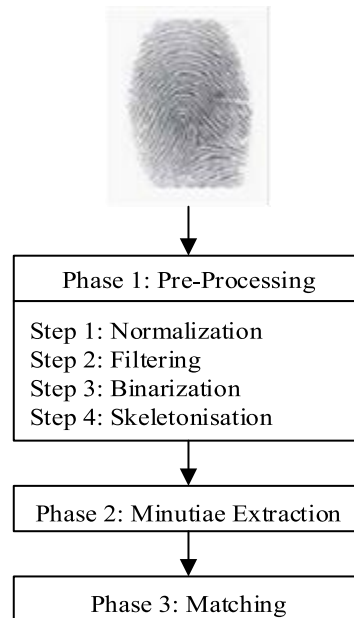 Phase 1: Pre-Processing
Step 1: Normalization
Step 2: Filtering
Step 3: Binarization
Step 4: Skeletonisation
Phase 2: Minutiae Extraction
Phase 3: Matching